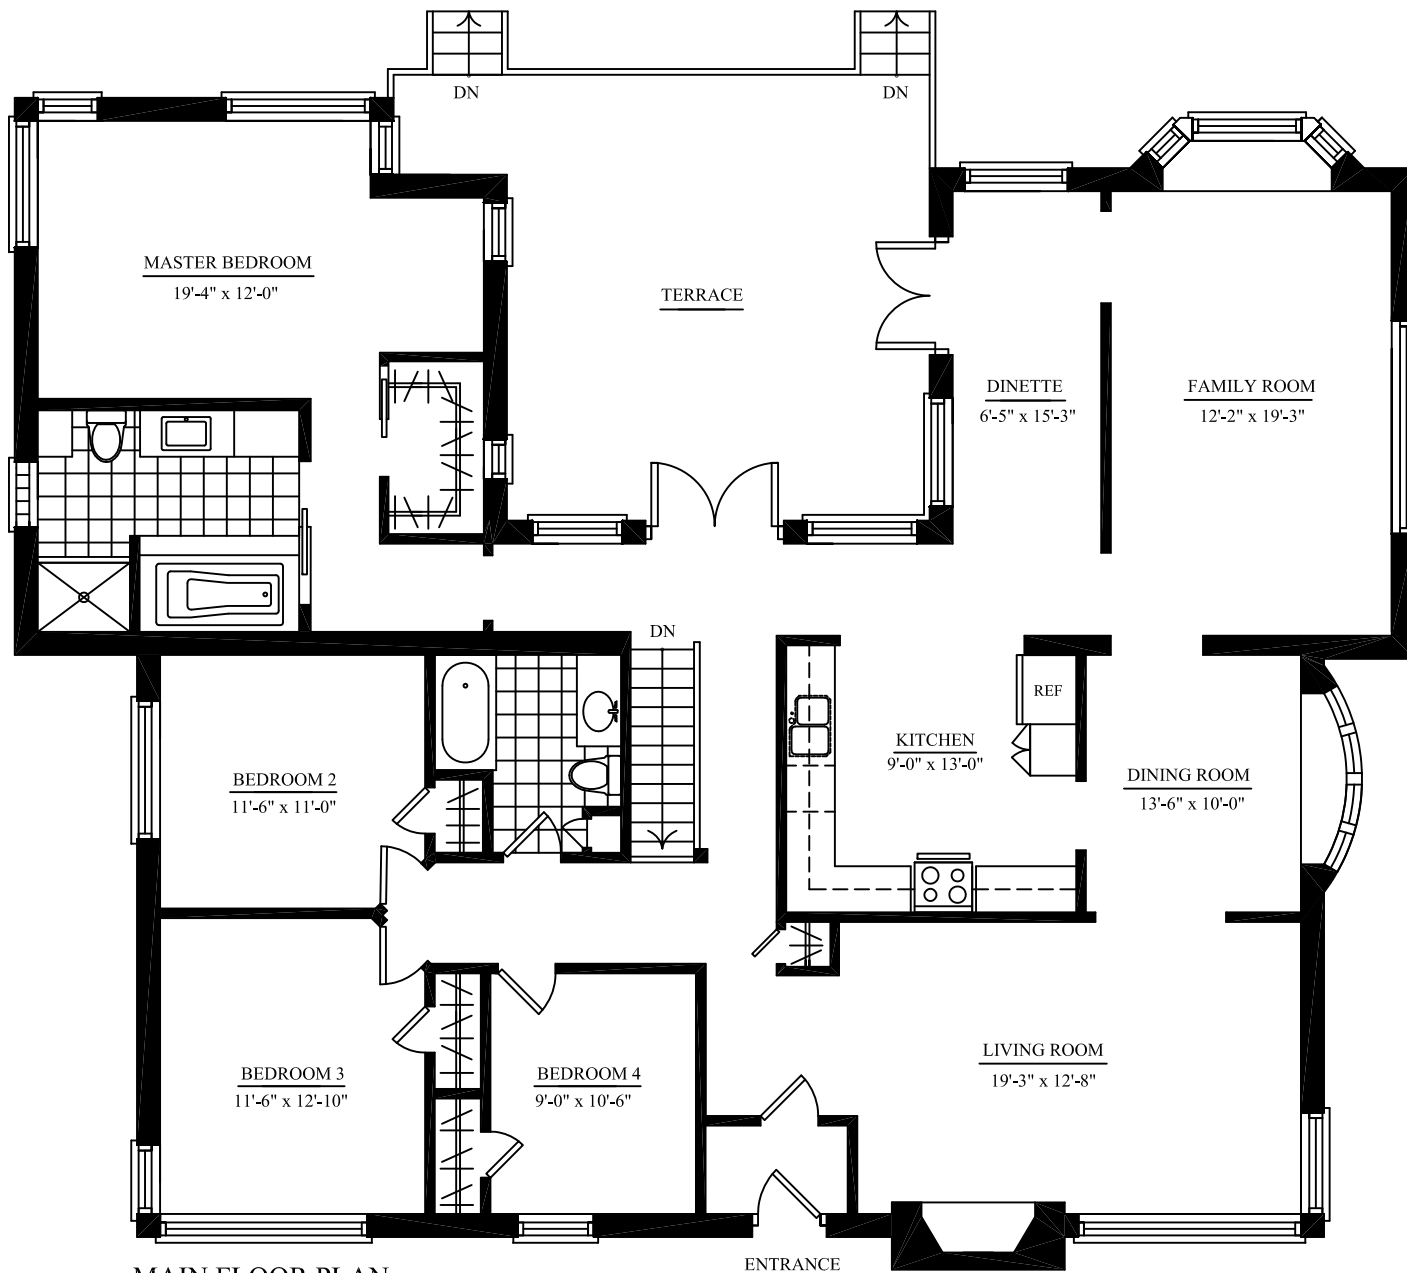 DN
DN
MASTER BEDROOM
19'-4" x 12'-0"
TERRACE
DINETTE
6'-5" x 15'-3"
FAMILY ROOM
12'-2" x 19'-3"
DN
REF
KITCHEN
9'-0" x 13'-0"
BEDROOM 2
11'-6" x 11'-0"
DINING ROOM
13'-6" x 10'-0"
LIVING ROOM
19'-3" x 12'-8"
BEDROOM 3
11'-6" x 12'-10"
BEDROOM 4
9'-0" x 10'-6"
ENTRANCE
MAIN FLOOR PLAN